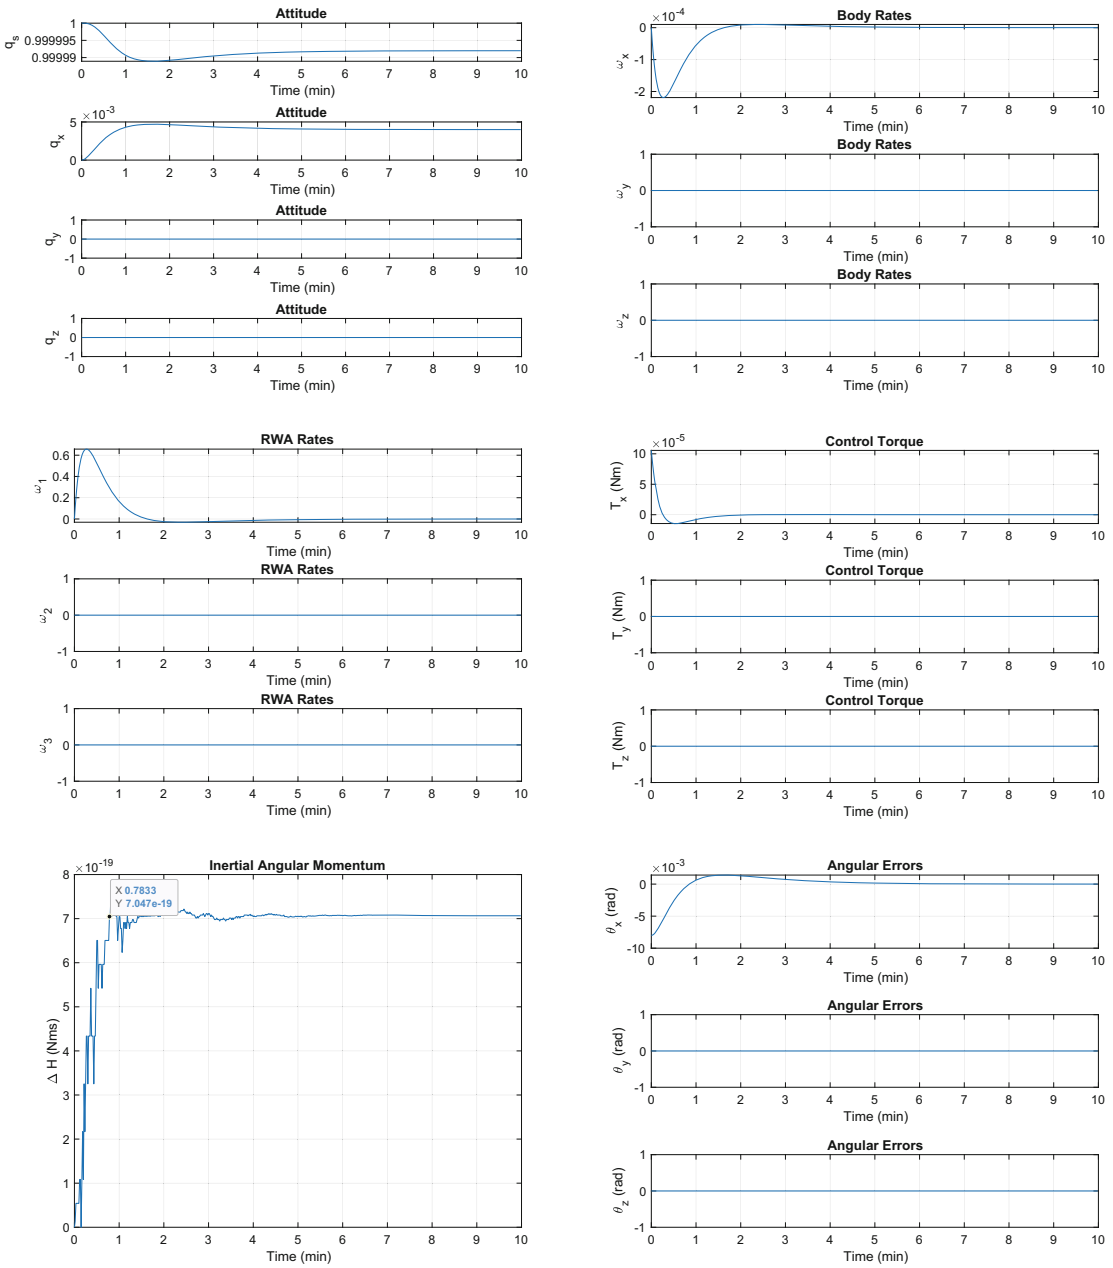 Attitude
1
0.999995
0.99999
q_s
0 1 2 3 4 5 6 7 8 9 10
Time (min)
Attitude
×10^-3
5
0
q_x
0 1 2 3 4 5 6 7 8 9 10
Time (min)
Attitude
1
0
-1
q_y
0 1 2 3 4 5 6 7 8 9 10
Time (min)
Attitude
1
0
-1
q_z
0 1 2 3 4 5 6 7 8 9 10
Time (min)
Body Rates
×10^-4
0
-1
-2
ω_x
0 1 2 3 4 5 6 7 8 9 10
Time (min)
Body Rates
1
0
-1
ω_y
0 1 2 3 4 5 6 7 8 9 10
Time (min)
Body Rates
1
0
-1
ω_z
0 1 2 3 4 5 6 7 8 9 10
Time (min)
RWA Rates
0.6
0.4
0.2
0
ω_1
0 1 2 3 4 5 6 7 8 9 10
Time (min)
RWA Rates
1
0
-1
ω_2
0 1 2 3 4 5 6 7 8 9 10
Time (min)
RWA Rates
1
0
-1
ω_3
0 1 2 3 4 5 6 7 8 9 10
Time (min)
Control Torque
×10^-5
10
5
0
T_x (Nm)
0 1 2 3 4 5 6 7 8 9 10
Time (min)
Control Torque
1
0
-1
T_y (Nm)
0 1 2 3 4 5 6 7 8 9 10
Time (min)
Control Torque
1
0
-1
T_z (Nm)
0 1 2 3 4 5 6 7 8 9 10
Time (min)
Inertial Angular Momentum
×10^-19
8
7
6
5
4
3
2
1
0
Δ H (Nms)
X 0.7833
Y 7.047e-19
0 1 2 3 4 5 6 7 8 9 10
Time (min)
Angular Errors
×10^-3
0
-5
-10
θ_x (rad)
0 1 2 3 4 5 6 7 8 9 10
Time (min)
Angular Errors
1
0
-1
θ_y (rad)
0 1 2 3 4 5 6 7 8 9 10
Time (min)
Angular Errors
1
0
-1
θ_z (rad)
0 1 2 3 4 5 6 7 8 9 10
Time (min)